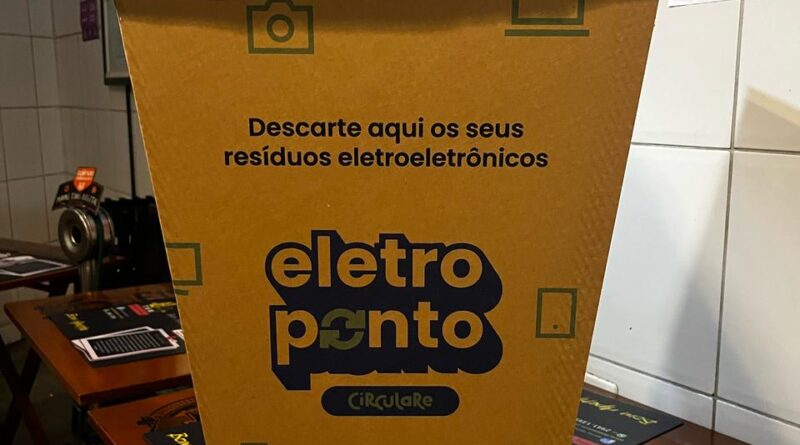 Descarte aqui os seus
resíduos eletroeletrônicos
eletro
ponto
CiRCULARe